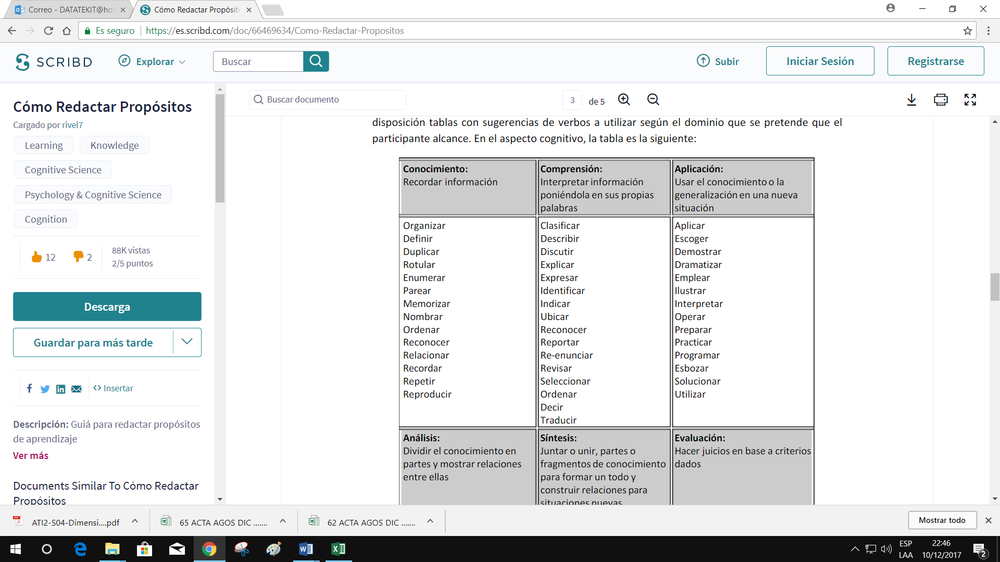 Correo - DATATEKIT@ho
Cómo Redactar Propósit
Es seguro
https://es.scribd.com/doc/66469634/Como-Redactar-Propositos
SCRIBD
Explorar
Buscar
Subir
Iniciar Sesión
Registrarse
Cómo Redactar Propósitos
Cargado por rivel7
Learning
Knowledge
Cognitive Science
Psychology & Cognitive Science
Cognition
12
2
88K vistas
2/5 puntos
Descarga
Guardar para más tarde
<> Insertar
Descripción: Guiá para redactar propósitos
de aprendizaje
Ver más
Documents Similar To Cómo Redactar
Propósitos
Buscar documento
3 de 5
disposición tablas con sugerencias de verbos a utilizar según el dominio que se pretende que el
participante alcance. En el aspecto cognitivo, la tabla es la siguiente:
Conocimiento:
Recordar información
Comprensión:
Interpretar información
poniéndola en sus propias
palabras
Aplicación:
Usar el conocimiento o la
generalización en una nueva
situación
Organizar
Definir
Duplicar
Rotular
Enumerar
Parear
Memorizar
Nombrar
Ordenar
Reconocer
Relacionar
Recordar
Repetir
Reproducir
Clasificar
Describir
Discutir
Explicar
Expresar
Identificar
Indicar
Ubicar
Reconocer
Reportar
Re-enunciar
Revisar
Seleccionar
Ordenar
Decir
Traducir
Aplicar
Escoger
Demostrar
Dramatizar
Emplear
Ilustrar
Interpretar
Operar
Preparar
Practicar
Programar
Esbozar
Solucionar
Utilizar
Análisis:
Dividir el conocimiento en
partes y mostrar relaciones
entre ellas
Síntesis:
Juntar o unir, partes o
fragmentos de conocimiento
para formar un todo y
construir relaciones para
situaciones nuevas
Evaluación:
Hacer juicios en base a criterios
dados
ATI2-S04-Dimensi....pdf
65 ACTA AGOS DIC .......
62 ACTA AGOS DIC .......
Mostrar todo
ESP
LAA
22:46
10/12/2017
2